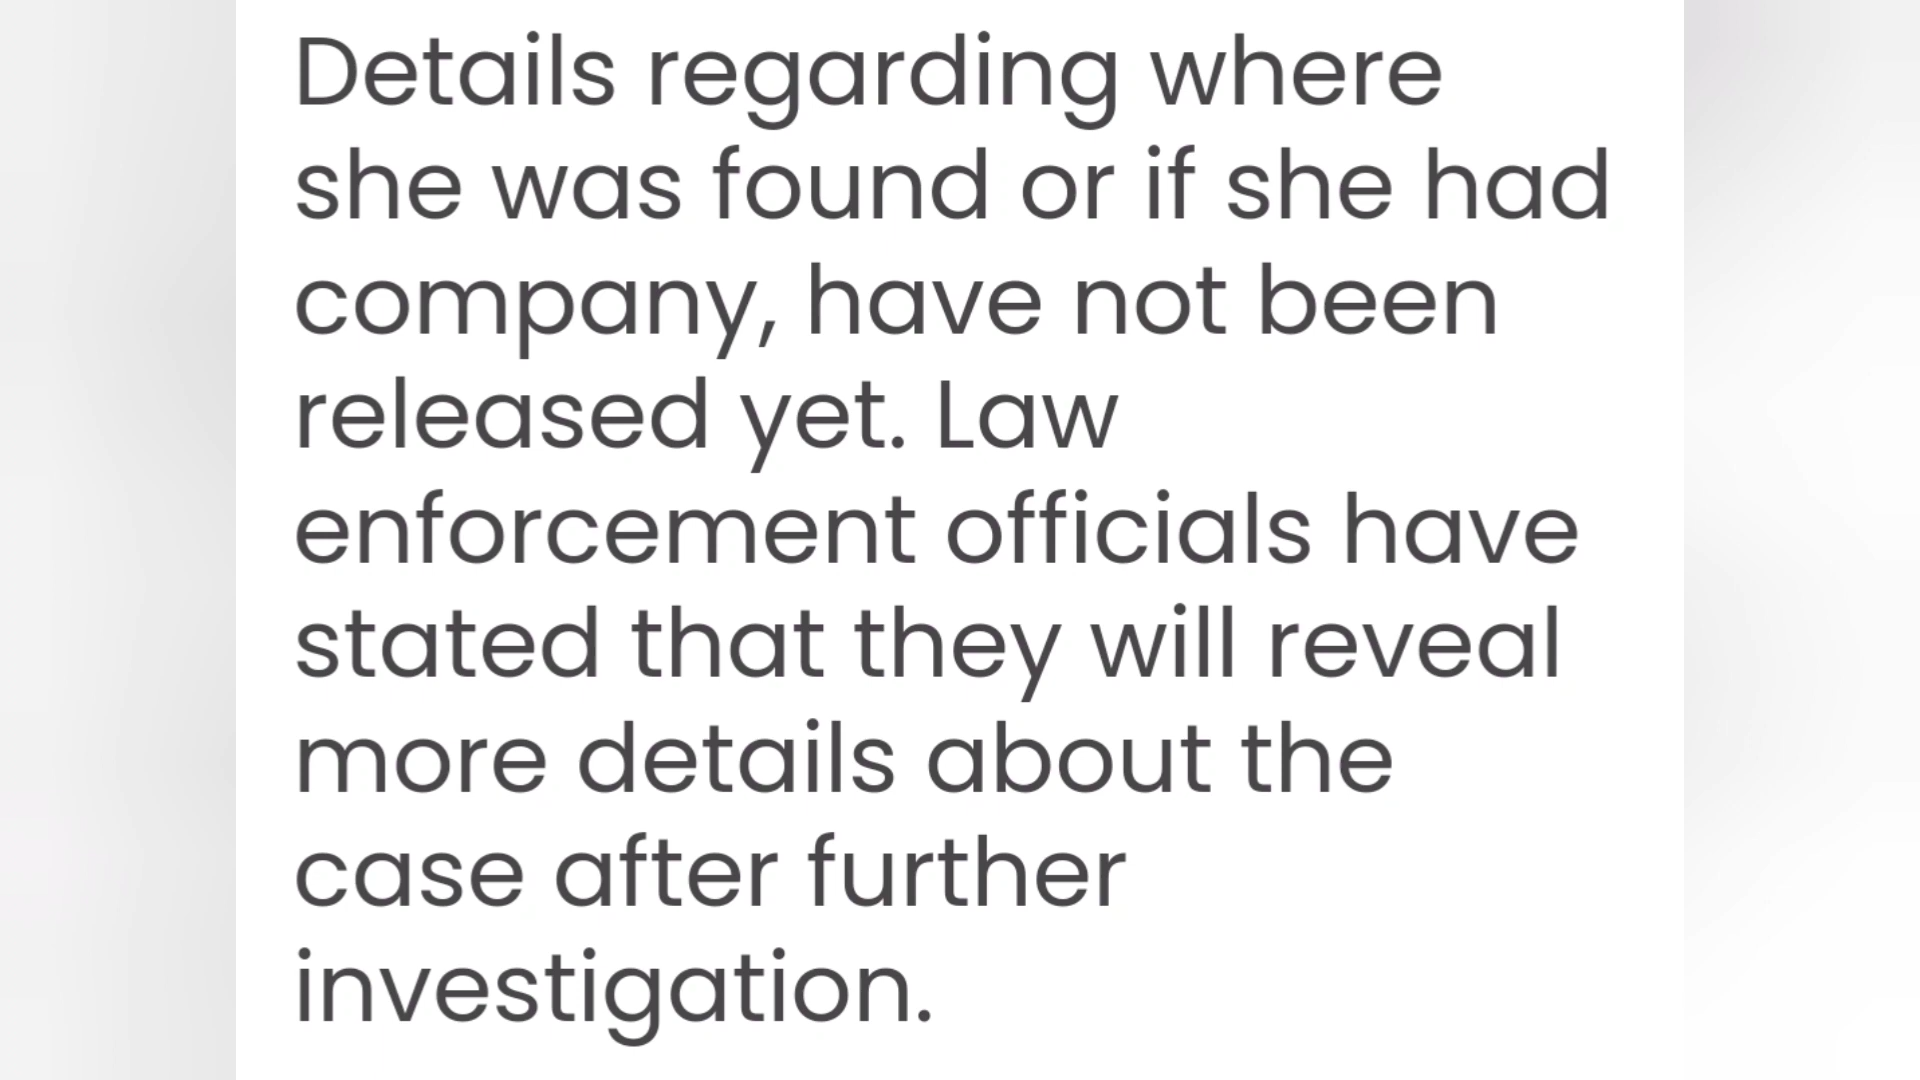 Details regarding where
she was found or if she had
company, have not been
released yet. Law
enforcement officials have
stated that they will reveal
more details about the
case after further
investigation.